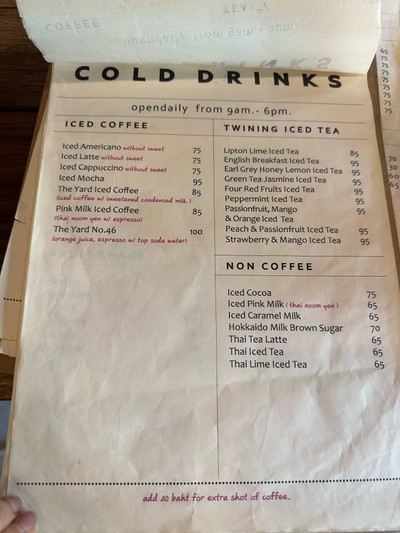 COLD DRINKS
opendaily from 9am.- 6pm.
ICED COFFEE
Iced Americano without sweet 75
Iced Latte without sweet 75
Iced Cappuccino without sweet 75
Iced Mocha 95
The Yard Iced Coffee 85
(iced coffee w/ sweetened condensed milk )
Pink Milk Iced Coffee 85
(thai noom yen w/ espresso)
The Yard No.46 100
(orange juice, espresso w/ top soda water)
TWINING ICED TEA
Lipton Lime Iced Tea 85
English Breakfast Iced Tea 95
Earl Grey Honey Lemon Iced Tea 95
Green Tea Jasmine Iced Tea 95
Four Red Fruits Iced Tea 95
Peppermint Iced Tea 95
Passionfruit, Mango 95
& Orange Iced Tea
Peach & Passionfruit Iced Tea 95
Strawberry & Mango Iced Tea 95
NON COFFEE
Iced Cocoa 75
Iced Pink Milk ( thai noom yen ) 65
Iced Caramel Milk 65
Hokkaido Milk Brown Sugar 70
Thai Tea Latte 65
Thai Iced Tea 65
Thai Lime Iced Tea 65
add 20 baht for extra shot of coffee.